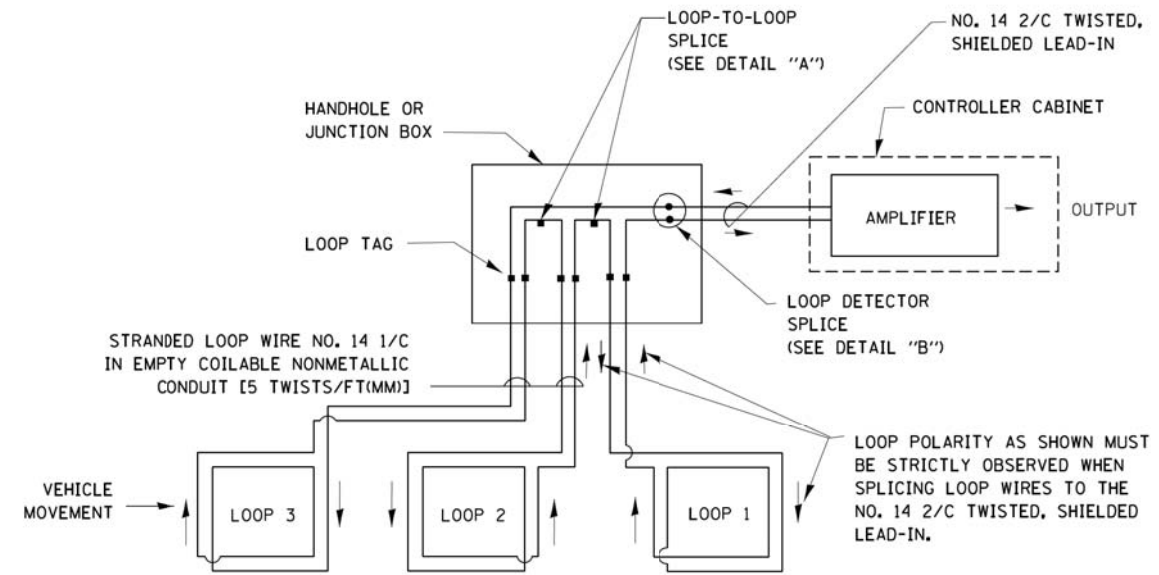 LOOP-TO-LOOP
SPLICE
(SEE DETAIL "A")
NO. 14 2/C TWISTED,
SHIELDED LEAD-IN
HANDHOLE OR
JUNCTION BOX
CONTROLLER CABINET
AMPLIFIER
OUTPUT
LOOP TAG
LOOP DETECTOR
SPLICE
(SEE DETAIL "B")
STRANDED LOOP WIRE NO. 14 1/C
IN EMPTY COILABLE NONMETALLIC
CONDUIT [5 TWISTS/FT(MM)]
LOOP POLARITY AS SHOWN MUST
BE STRICTLY OBSERVED WHEN
SPLICING LOOP WIRES TO THE
NO. 14 2/C TWISTED, SHIELDED
LEAD-IN.
VEHICLE
MOVEMENT
LOOP 3
LOOP 2
LOOP 1